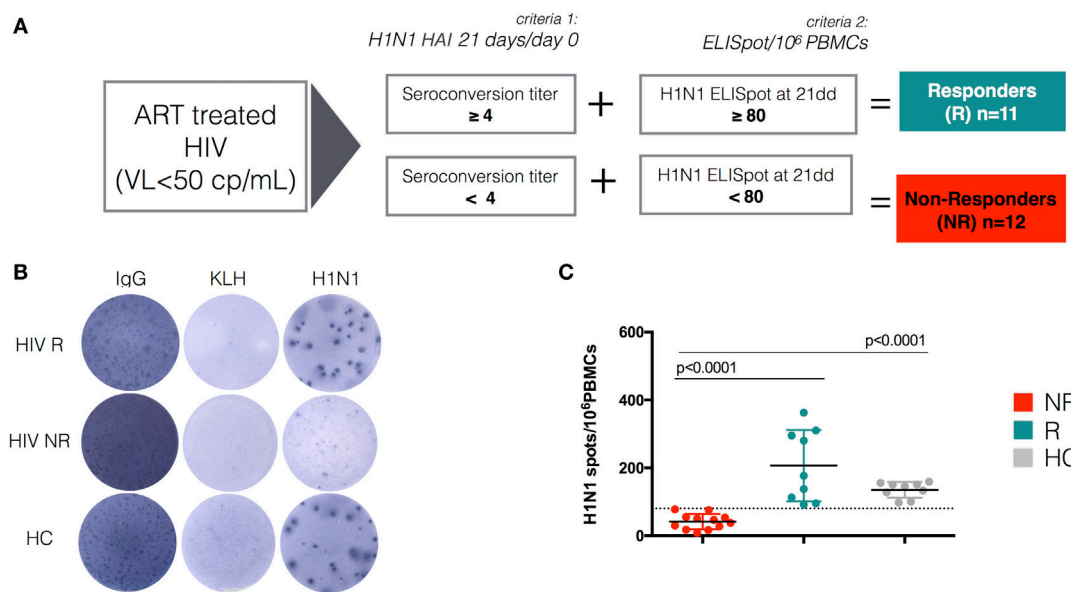 A
criteria 1:
H1N1 HAI 21 days/day 0
criteria 2:
ELISpot/10⁶ PBMCs
ART treated
HIV
(VL<50 cp/mL)
Seroconversion titer
≥ 4
+
H1N1 ELISpot at 21dd
≥ 80
=
Responders
(R) n=11
Seroconversion titer
< 4
+
H1N1 ELISpot at 21dd
< 80
=
Non-Responders
(NR) n=12
B
IgG
KLH
H1N1
HIV R
HIV NR
HC
C
H1N1 spots/10⁶PBMCs
600
400
200
0
p<0.0001
p<0.0001
NR
R
HC